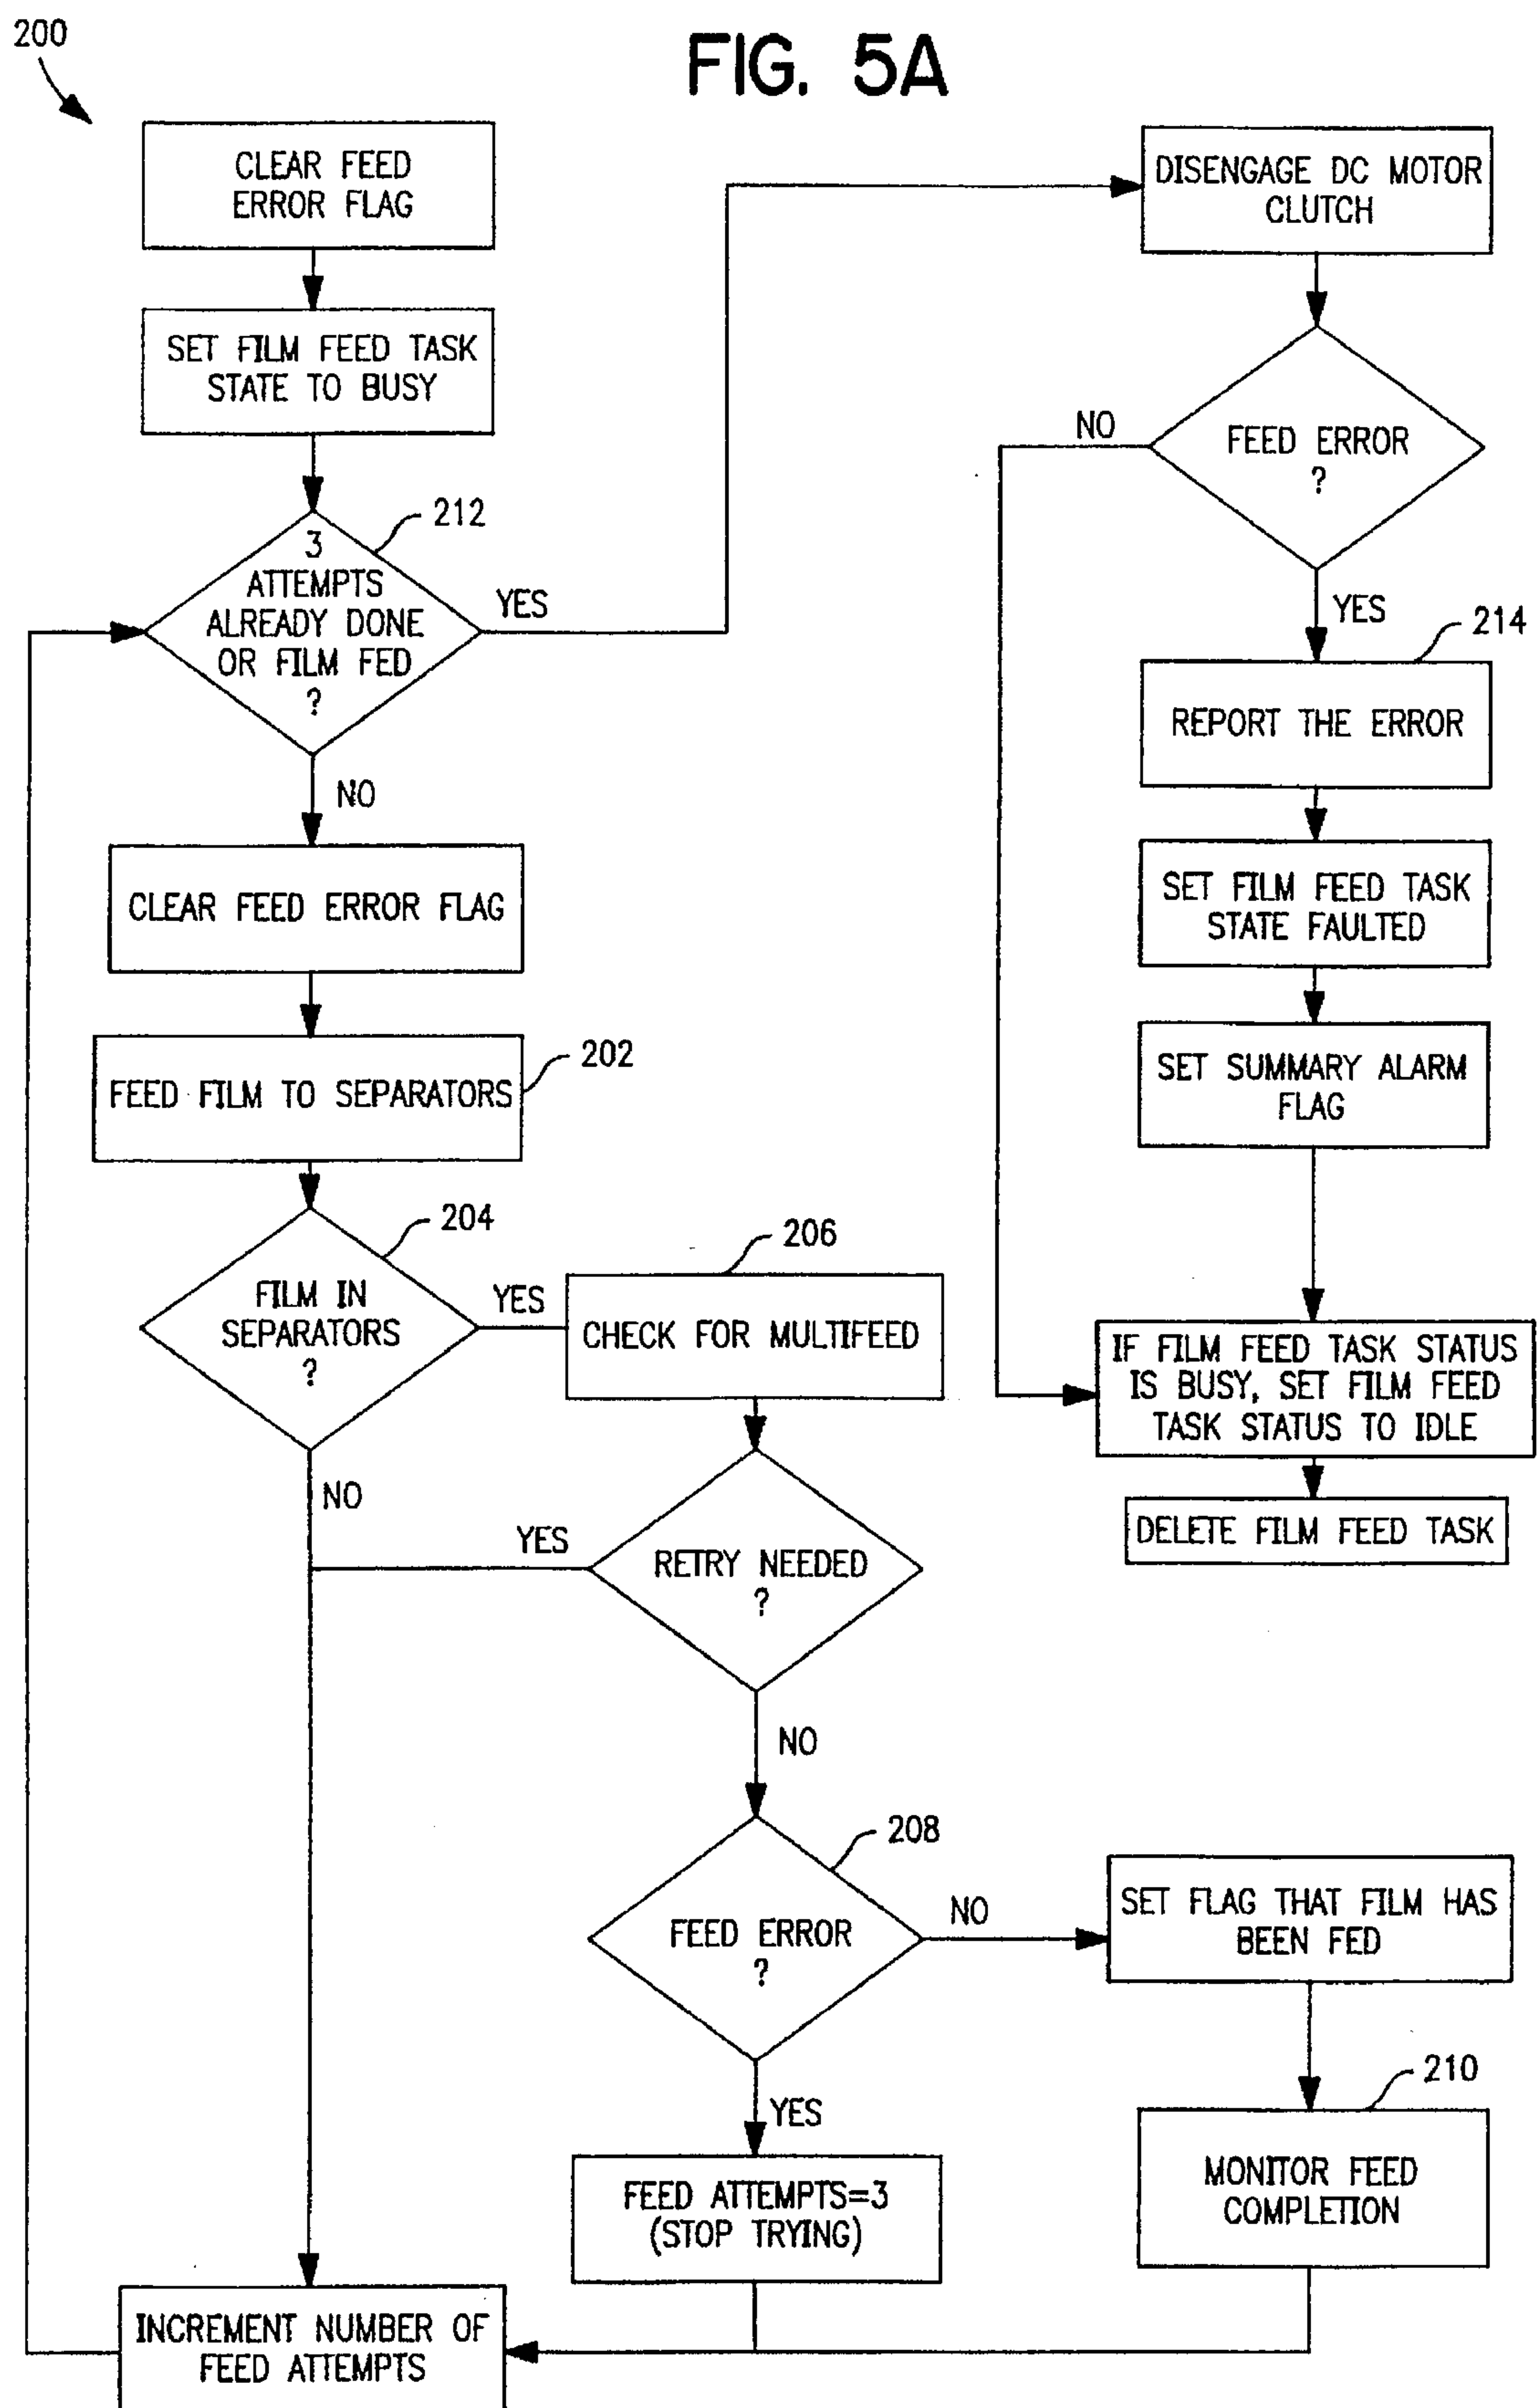 200
FIG. 5A
CLEAR FEED
ERROR FLAG
SET FILM FEED TASK
STATE TO BUSY
212
3
ATTEMPTS
ALREADY DONE
OR FILM FED
?
YES
NO
CLEAR FEED ERROR FLAG
FEED FILM TO SEPARATORS
202
204
FILM IN
SEPARATORS
?
YES
NO
206
CHECK FOR MULTIFEED
RETRY NEEDED
?
YES
NO
208
FEED ERROR
?
NO
YES
FEED ATTEMPTS=3
(STOP TRYING)
SET FLAG THAT FILM HAS
BEEN FED
210
MONITOR FEED
COMPLETION
INCREMENT NUMBER OF
FEED ATTEMPTS
DISENGAGE DC MOTOR
CLUTCH
FEED ERROR
?
NO
YES
214
REPORT THE ERROR
SET FILM FEED TASK
STATE FAULTED
SET SUMMARY ALARM
FLAG
IF FILM FEED TASK STATUS
IS BUSY, SET FILM FEED
TASK STATUS TO IDLE
DELETE FILM FEED TASK